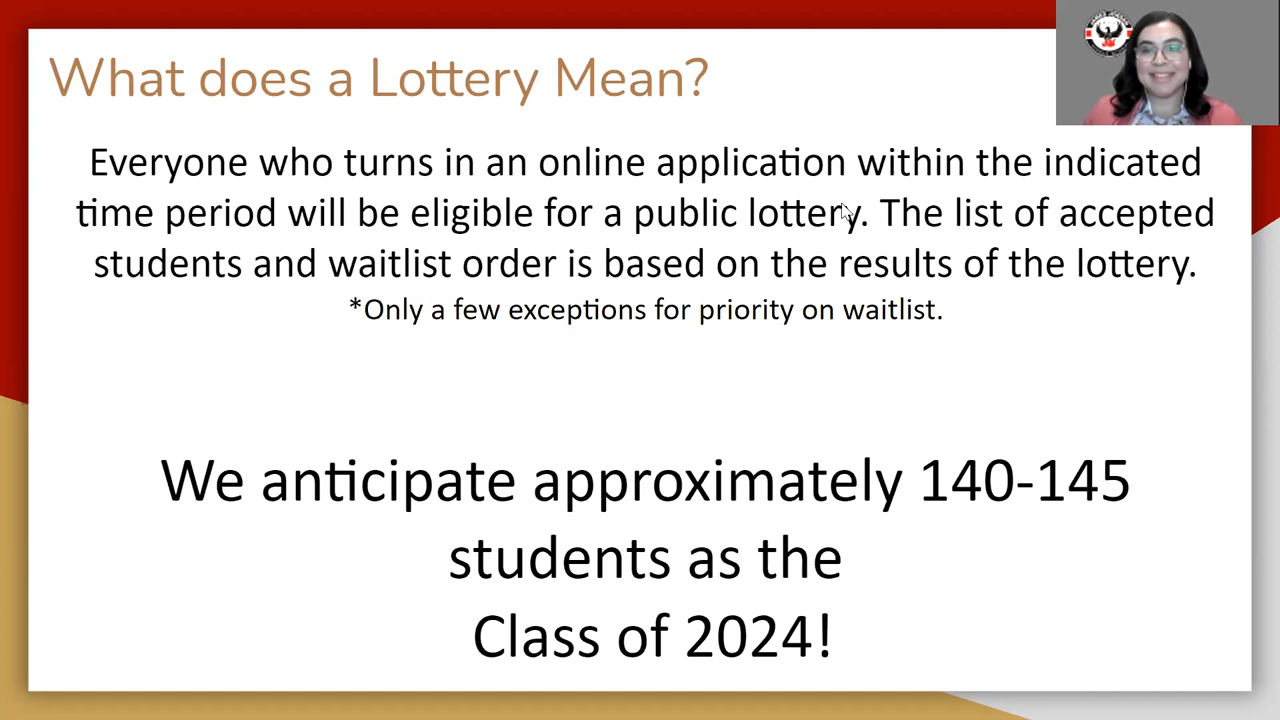 What does a Lottery Mean?
Everyone who turns in an online application within the indicated
time period will be eligible for a public lottery. The list of accepted
students and waitlist order is based on the results of the lottery.
*Only a few exceptions for priority on waitlist.
We anticipate approximately 140-145
students as the
Class of 2024!